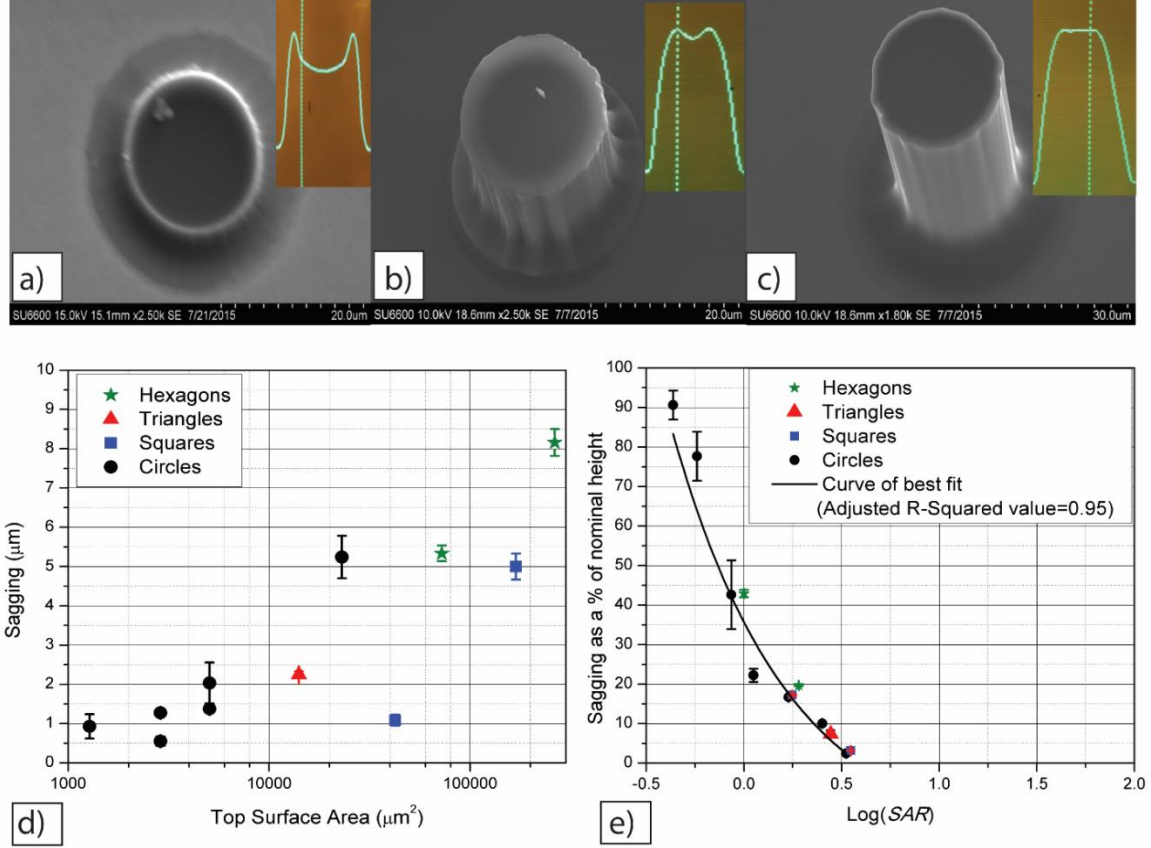 a)
b)
c)
SU6600 15.0kV 15.1mm x2.50k SE 7/21/2015 20.0um
SU6600 10.0kV 18.6mm x2.50k SE 7/7/2015 20.0um
SU6600 10.0kV 18.6mm x1.80k SE 7/7/2015 30.0um
10
9
8
7
6
5
4
3
2
1
0
Sagging (μm)
Hexagons
Triangles
Squares
Circles
1000
10000
100000
Top Surface Area (μm²)
d)
100
90
80
70
60
50
40
30
20
10
0
Sagging as a % of nominal height
Hexagons
Triangles
Squares
Circles
Curve of best fit
(Adjusted R-Squared value=0.95)
-0.5
0.0
0.5
1.0
1.5
2.0
Log(SAR)
e)